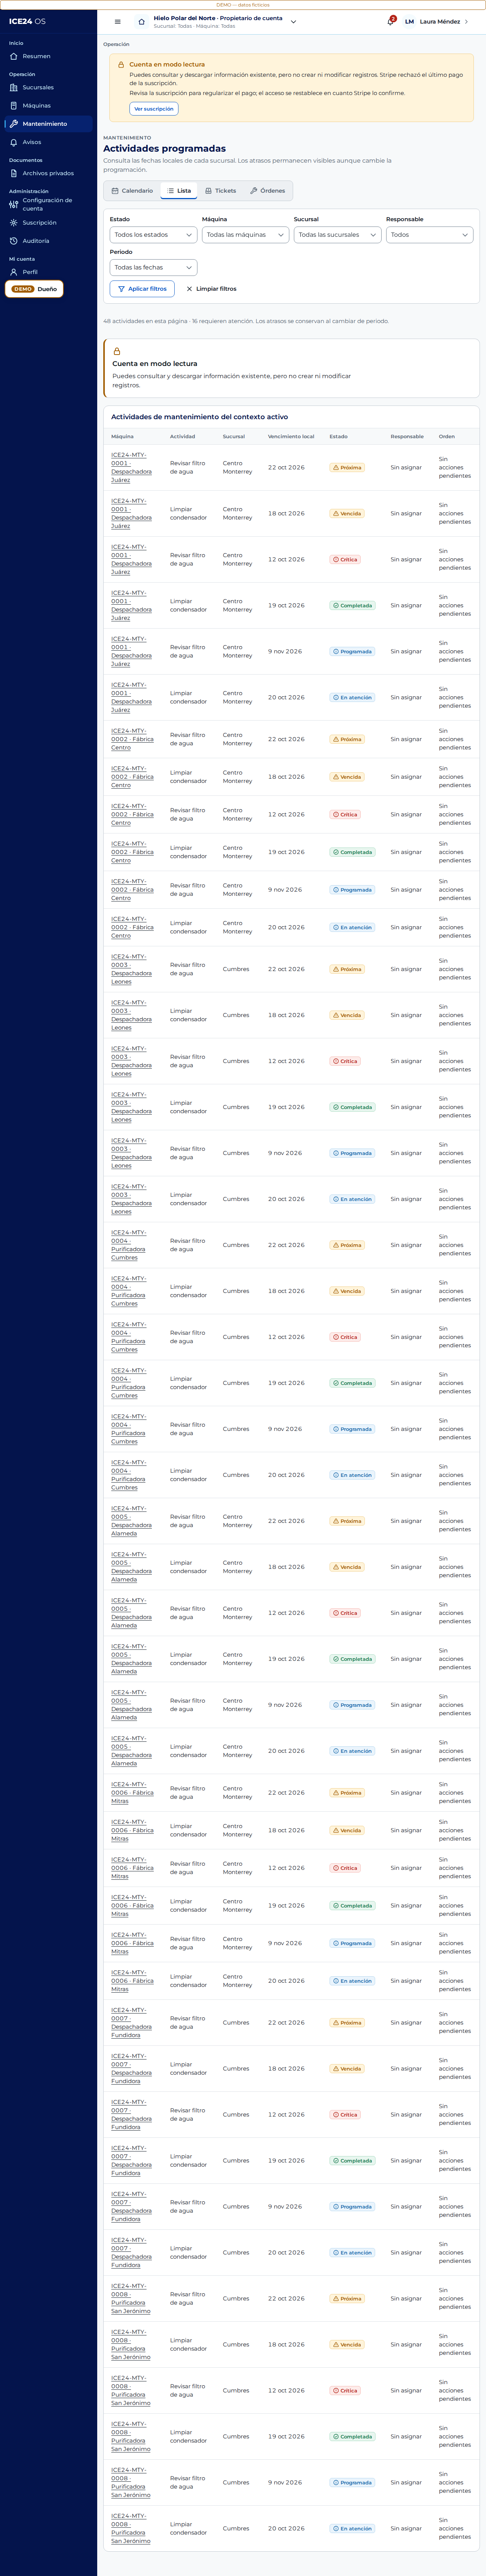 DEMO — datos ficticios
ICE24 OS
Inicio
Resumen
Operación
Sucursales
Máquinas
Mantenimiento
Avisos
Documentos
Archivos privados
Administración
Configuración de
cuenta
Suscripción
Auditoría
Mi cuenta
Perfil
DEMO Dueño
Hielo Polar del Norte · Propietario de cuenta
Sucursal: Todas · Máquina: Todas
2
LM Laura Méndez
Operación
Cuenta en modo lectura
Puedes consultar y descargar información existente, pero no crear ni modificar registros. Stripe rechazó el último pago
de la suscripción.
Revisa la suscripción para regularizar el pago; el acceso se restablece en cuanto Stripe lo confirme.
Ver suscripción
MANTENIMIENTO
Actividades programadas
Consulta las fechas locales de cada sucursal. Los atrasos permanecen visibles aunque cambie la
programación.
Calendario Lista Tickets Órdenes
Estado Máquina Sucursal Responsable
Todos los estados Todas las máquinas Todas las sucursales Todos
Periodo
Todas las fechas
Aplicar filtros Limpiar filtros
48 actividades en esta página · 16 requieren atención. Los atrasos se conservan al cambiar de periodo.
Cuenta en modo lectura
Puedes consultar y descargar información existente, pero no crear ni modificar
registros.
Actividades de mantenimiento del contexto activo
Máquina Actividad Sucursal Vencimiento local Estado Responsable Orden
ICE24-MTY-0001 · Despachadora Juárez Revisar filtro de agua Centro Monterrey 22 oct 2026 Próxima Sin asignar Sin acciones pendientes
ICE24-MTY-0001 · Despachadora Juárez Limpiar condensador Centro Monterrey 18 oct 2026 Vencida Sin asignar Sin acciones pendientes
ICE24-MTY-0001 · Despachadora Juárez Revisar filtro de agua Centro Monterrey 12 oct 2026 Crítica Sin asignar Sin acciones pendientes
ICE24-MTY-0001 · Despachadora Juárez Limpiar condensador Centro Monterrey 19 oct 2026 Completada Sin asignar Sin acciones pendientes
ICE24-MTY-0001 · Despachadora Juárez Revisar filtro de agua Centro Monterrey 9 nov 2026 Programada Sin asignar Sin acciones pendientes
ICE24-MTY-0001 · Despachadora Juárez Limpiar condensador Centro Monterrey 20 oct 2026 En atención Sin asignar Sin acciones pendientes
ICE24-MTY-0002 · Fábrica Centro Revisar filtro de agua Centro Monterrey 22 oct 2026 Próxima Sin asignar Sin acciones pendientes
ICE24-MTY-0002 · Fábrica Centro Limpiar condensador Centro Monterrey 18 oct 2026 Vencida Sin asignar Sin acciones pendientes
ICE24-MTY-0002 · Fábrica Centro Revisar filtro de agua Centro Monterrey 12 oct 2026 Crítica Sin asignar Sin acciones pendientes
ICE24-MTY-0002 · Fábrica Centro Limpiar condensador Centro Monterrey 19 oct 2026 Completada Sin asignar Sin acciones pendientes
ICE24-MTY-0002 · Fábrica Centro Revisar filtro de agua Centro Monterrey 9 nov 2026 Programada Sin asignar Sin acciones pendientes
ICE24-MTY-0002 · Fábrica Centro Limpiar condensador Centro Monterrey 20 oct 2026 En atención Sin asignar Sin acciones pendientes
ICE24-MTY-0003 · Despachadora Leones Revisar filtro de agua Cumbres 22 oct 2026 Próxima Sin asignar Sin acciones pendientes
ICE24-MTY-0003 · Despachadora Leones Limpiar condensador Cumbres 18 oct 2026 Vencida Sin asignar Sin acciones pendientes
ICE24-MTY-0003 · Despachadora Leones Revisar filtro de agua Cumbres 12 oct 2026 Crítica Sin asignar Sin acciones pendientes
ICE24-MTY-0003 · Despachadora Leones Limpiar condensador Cumbres 19 oct 2026 Completada Sin asignar Sin acciones pendientes
ICE24-MTY-0003 · Despachadora Leones Revisar filtro de agua Cumbres 9 nov 2026 Programada Sin asignar Sin acciones pendientes
ICE24-MTY-0003 · Despachadora Leones Limpiar condensador Cumbres 20 oct 2026 En atención Sin asignar Sin acciones pendientes
ICE24-MTY-0004 · Purificadora Cumbres Revisar filtro de agua Cumbres 22 oct 2026 Próxima Sin asignar Sin acciones pendientes
ICE24-MTY-0004 · Purificadora Cumbres Limpiar condensador Cumbres 18 oct 2026 Vencida Sin asignar Sin acciones pendientes
ICE24-MTY-0004 · Purificadora Cumbres Revisar filtro de agua Cumbres 12 oct 2026 Crítica Sin asignar Sin acciones pendientes
ICE24-MTY-0004 · Purificadora Cumbres Limpiar condensador Cumbres 19 oct 2026 Completada Sin asignar Sin acciones pendientes
ICE24-MTY-0004 · Purificadora Cumbres Revisar filtro de agua Cumbres 9 nov 2026 Programada Sin asignar Sin acciones pendientes
ICE24-MTY-0004 · Purificadora Cumbres Limpiar condensador Cumbres 20 oct 2026 En atención Sin asignar Sin acciones pendientes
ICE24-MTY-0005 · Despachadora Alameda Revisar filtro de agua Centro Monterrey 22 oct 2026 Próxima Sin asignar Sin acciones pendientes
ICE24-MTY-0005 · Despachadora Alameda Limpiar condensador Centro Monterrey 18 oct 2026 Vencida Sin asignar Sin acciones pendientes
ICE24-MTY-0005 · Despachadora Alameda Revisar filtro de agua Centro Monterrey 12 oct 2026 Crítica Sin asignar Sin acciones pendientes
ICE24-MTY-0005 · Despachadora Alameda Limpiar condensador Centro Monterrey 19 oct 2026 Completada Sin asignar Sin acciones pendientes
ICE24-MTY-0005 · Despachadora Alameda Revisar filtro de agua Centro Monterrey 9 nov 2026 Programada Sin asignar Sin acciones pendientes
ICE24-MTY-0005 · Despachadora Alameda Limpiar condensador Centro Monterrey 20 oct 2026 En atención Sin asignar Sin acciones pendientes
ICE24-MTY-0006 · Fábrica Mitras Revisar filtro de agua Centro Monterrey 22 oct 2026 Próxima Sin asignar Sin acciones pendientes
ICE24-MTY-0006 · Fábrica Mitras Limpiar condensador Centro Monterrey 18 oct 2026 Vencida Sin asignar Sin acciones pendientes
ICE24-MTY-0006 · Fábrica Mitras Revisar filtro de agua Centro Monterrey 12 oct 2026 Crítica Sin asignar Sin acciones pendientes
ICE24-MTY-0006 · Fábrica Mitras Limpiar condensador Centro Monterrey 19 oct 2026 Completada Sin asignar Sin acciones pendientes
ICE24-MTY-0006 · Fábrica Mitras Revisar filtro de agua Centro Monterrey 9 nov 2026 Programada Sin asignar Sin acciones pendientes
ICE24-MTY-0006 · Fábrica Mitras Limpiar condensador Centro Monterrey 20 oct 2026 En atención Sin asignar Sin acciones pendientes
ICE24-MTY-0007 · Despachadora Fundidora Revisar filtro de agua Cumbres 22 oct 2026 Próxima Sin asignar Sin acciones pendientes
ICE24-MTY-0007 · Despachadora Fundidora Limpiar condensador Cumbres 18 oct 2026 Vencida Sin asignar Sin acciones pendientes
ICE24-MTY-0007 · Despachadora Fundidora Revisar filtro de agua Cumbres 12 oct 2026 Crítica Sin asignar Sin acciones pendientes
ICE24-MTY-0007 · Despachadora Fundidora Limpiar condensador Cumbres 19 oct 2026 Completada Sin asignar Sin acciones pendientes
ICE24-MTY-0007 · Despachadora Fundidora Revisar filtro de agua Cumbres 9 nov 2026 Programada Sin asignar Sin acciones pendientes
ICE24-MTY-0007 · Despachadora Fundidora Limpiar condensador Cumbres 20 oct 2026 En atención Sin asignar Sin acciones pendientes
ICE24-MTY-0008 · Purificadora San Jerónimo Revisar filtro de agua Cumbres 22 oct 2026 Próxima Sin asignar Sin acciones pendientes
ICE24-MTY-0008 · Purificadora San Jerónimo Limpiar condensador Cumbres 18 oct 2026 Vencida Sin asignar Sin acciones pendientes
ICE24-MTY-0008 · Purificadora San Jerónimo Revisar filtro de agua Cumbres 12 oct 2026 Crítica Sin asignar Sin acciones pendientes
ICE24-MTY-0008 · Purificadora San Jerónimo Limpiar condensador Cumbres 19 oct 2026 Completada Sin asignar Sin acciones pendientes
ICE24-MTY-0008 · Purificadora San Jerónimo Revisar filtro de agua Cumbres 9 nov 2026 Programada Sin asignar Sin acciones pendientes
ICE24-MTY-0008 · Purificadora San Jerónimo Limpiar condensador Cumbres 20 oct 2026 En atención Sin asignar Sin acciones pendientes